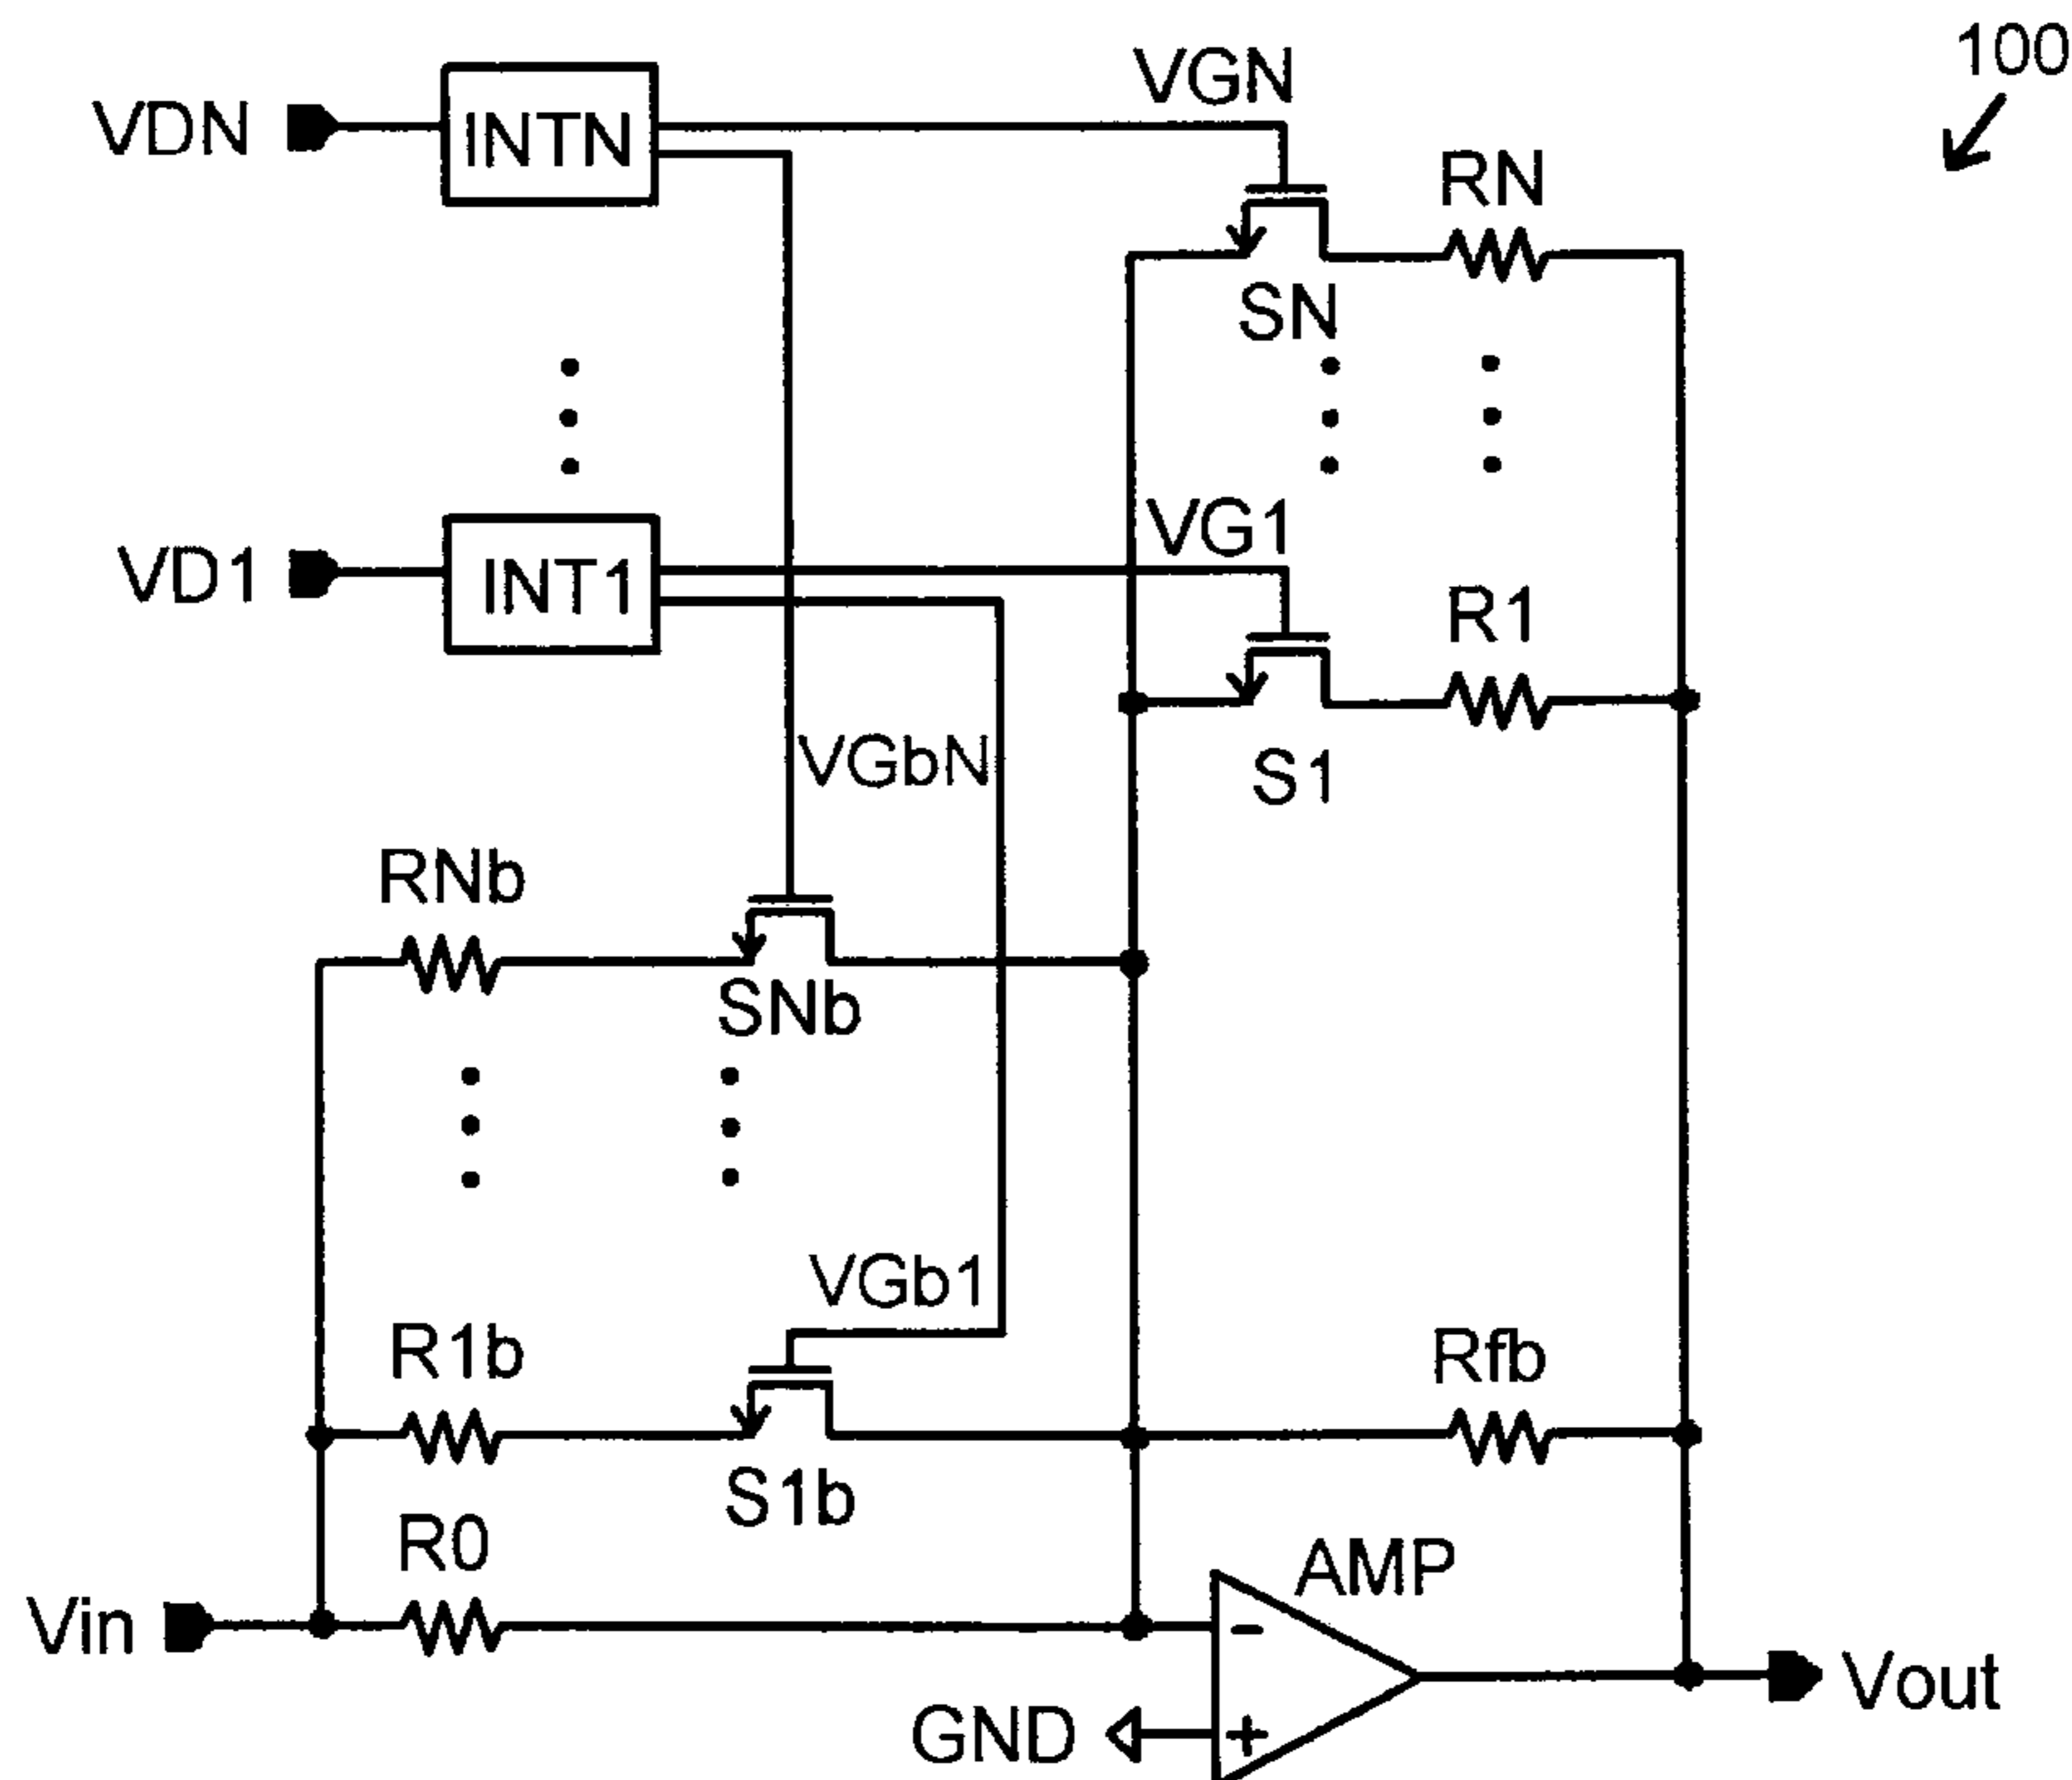 100
VGN
VDN
INTN
RN
SN
VG1
VD1
INT1
R1
S1
VGbN
RNb
SNb
VGb1
R1b
Rfb
S1b
R0
AMP
Vin
-
Vout
GND
+